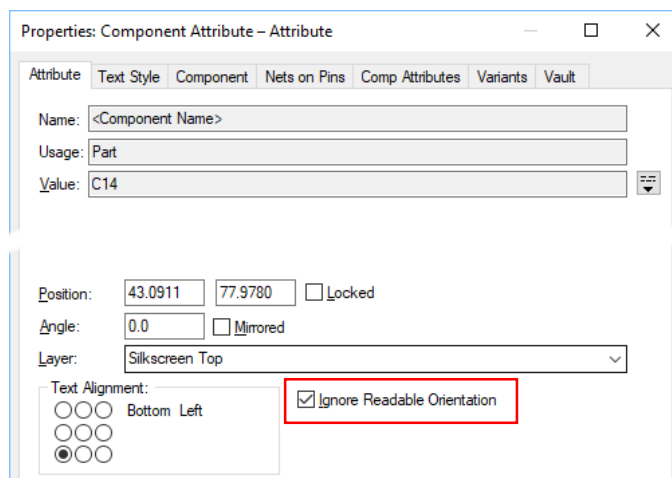 Properties: Component Attribute – Attribute
Attribute Text Style Component Nets on Pins Comp Attributes Variants Vault
Name: <Component Name>
Usage: Part
Value: C14
Position: 43.0911 77.9780 Locked
Angle: 0.0 Mirrored
Layer: Silkscreen Top
Text Alignment:
Bottom Left
Ignore Readable Orientation